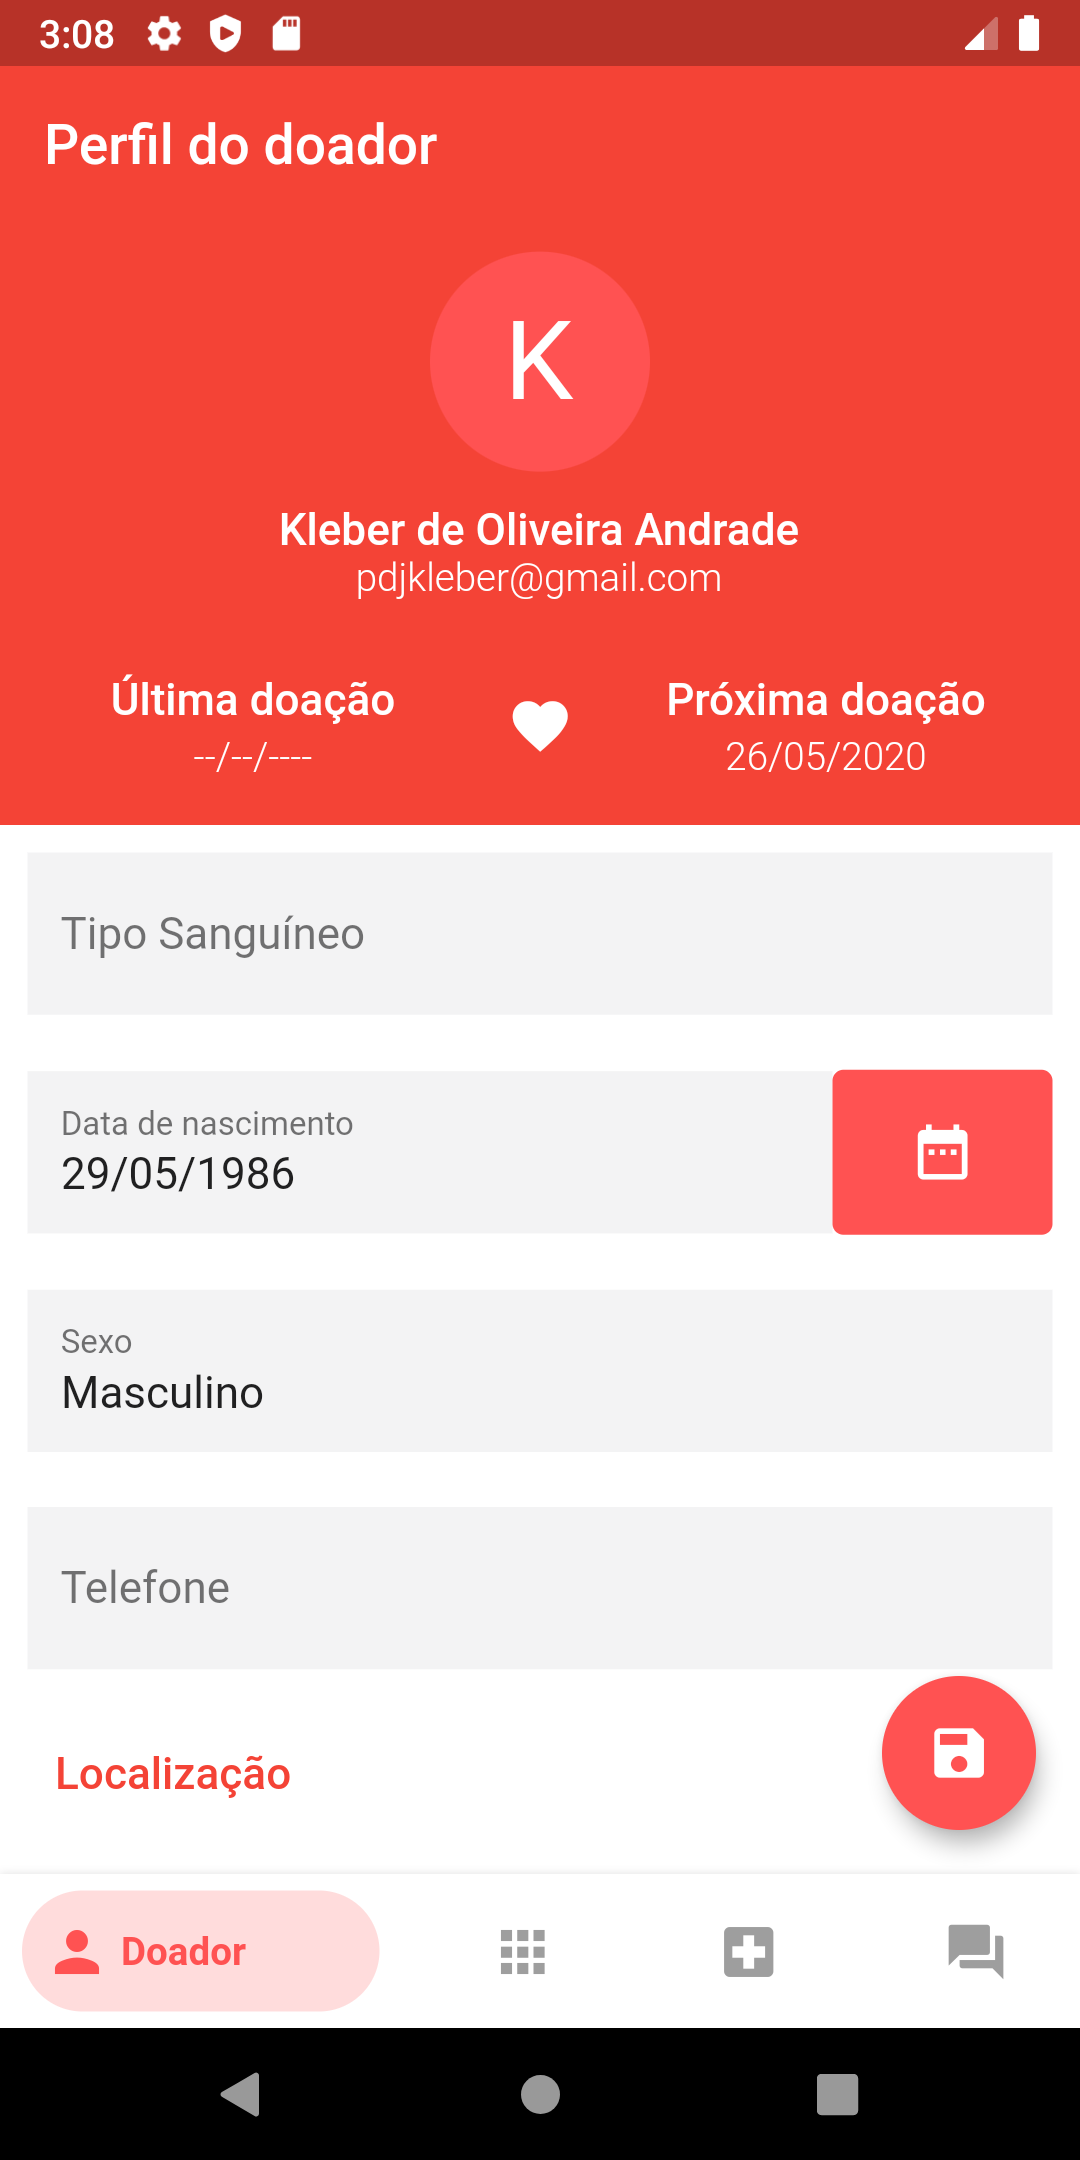 3:08
Perfil do doador
K
Kleber de Oliveira Andrade
pdjkleber@gmail.com
Última doação
--/--/----
Próxima doação
26/05/2020
Tipo Sanguíneo
Data de nascimento
29/05/1986
Sexo
Masculino
Telefone
Localização
Doador